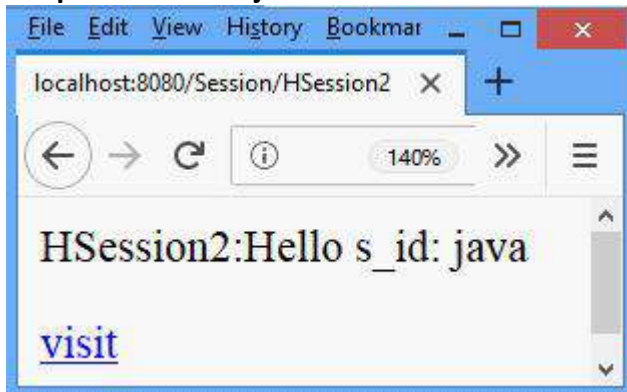 File Edit View History Bookmar
localhost:8080/Session/HSession2
140%
HSession2:Hello s_id: java
visit